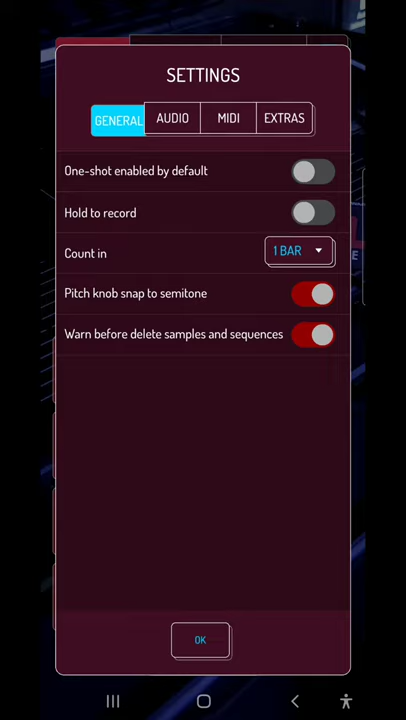 SETTINGS
GENERAL
AUDIO
MIDI
EXTRAS
One-shot enabled by default
Hold to record
Count in
1 BAR
Pitch knob snap to semitone
Warn before delete samples and sequences
OK